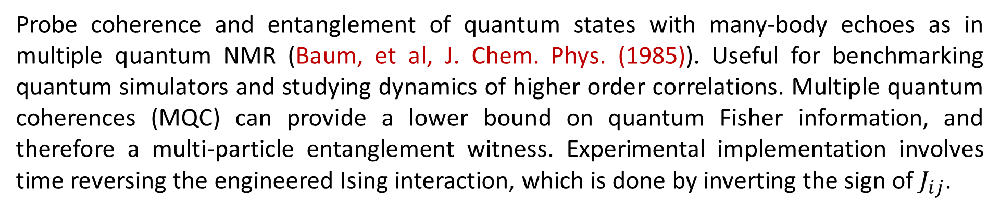 Probe coherence and entanglement of quantum states with many-body echoes as in
multiple quantum NMR (Baum, et al, J. Chem. Phys. (1985)). Useful for benchmarking
quantum simulators and studying dynamics of higher order correlations. Multiple quantum
coherences (MQC) can provide a lower bound on quantum Fisher information, and
therefore a multi-particle entanglement witness. Experimental implementation involves
time reversing the engineered Ising interaction, which is done by inverting the sign of $J_{ij}$.